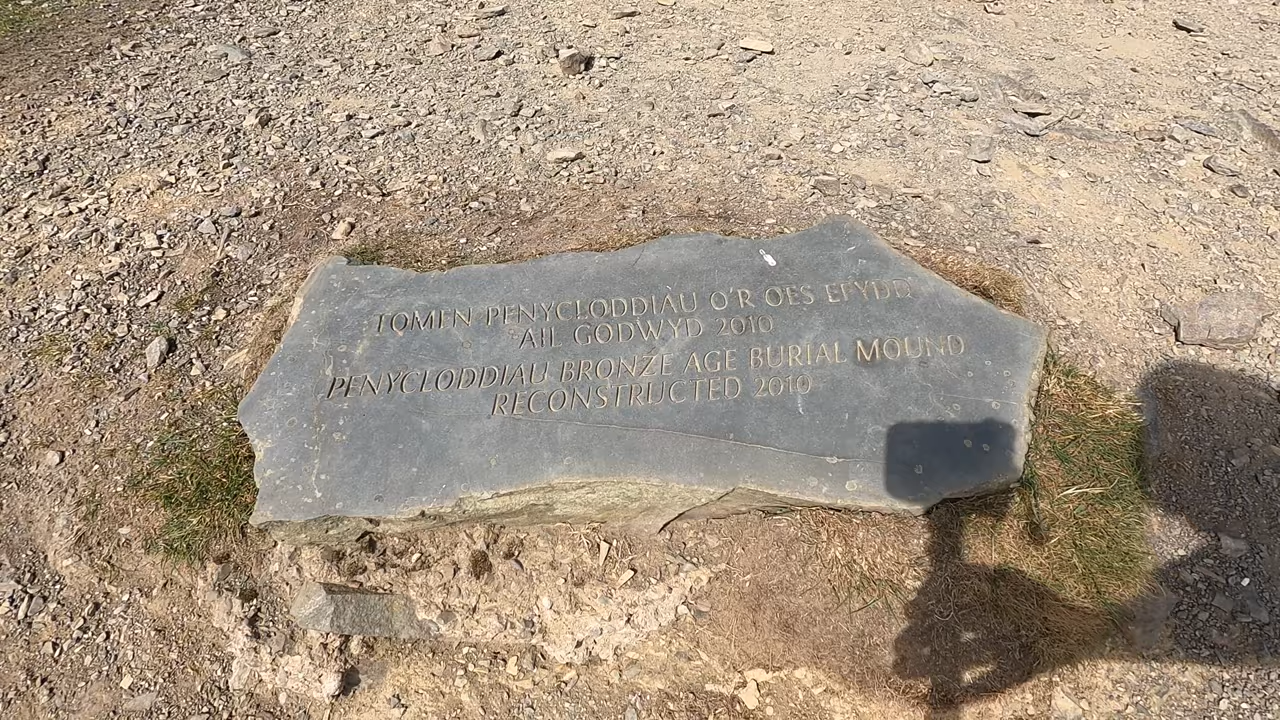 TOMEN PENYCLODDIAU O'R OES EFYDD
AIL GODWYD 2010
PENYCLODDIAU BRONZE AGE BURIAL MOUND
RECONSTRUCTED 2010